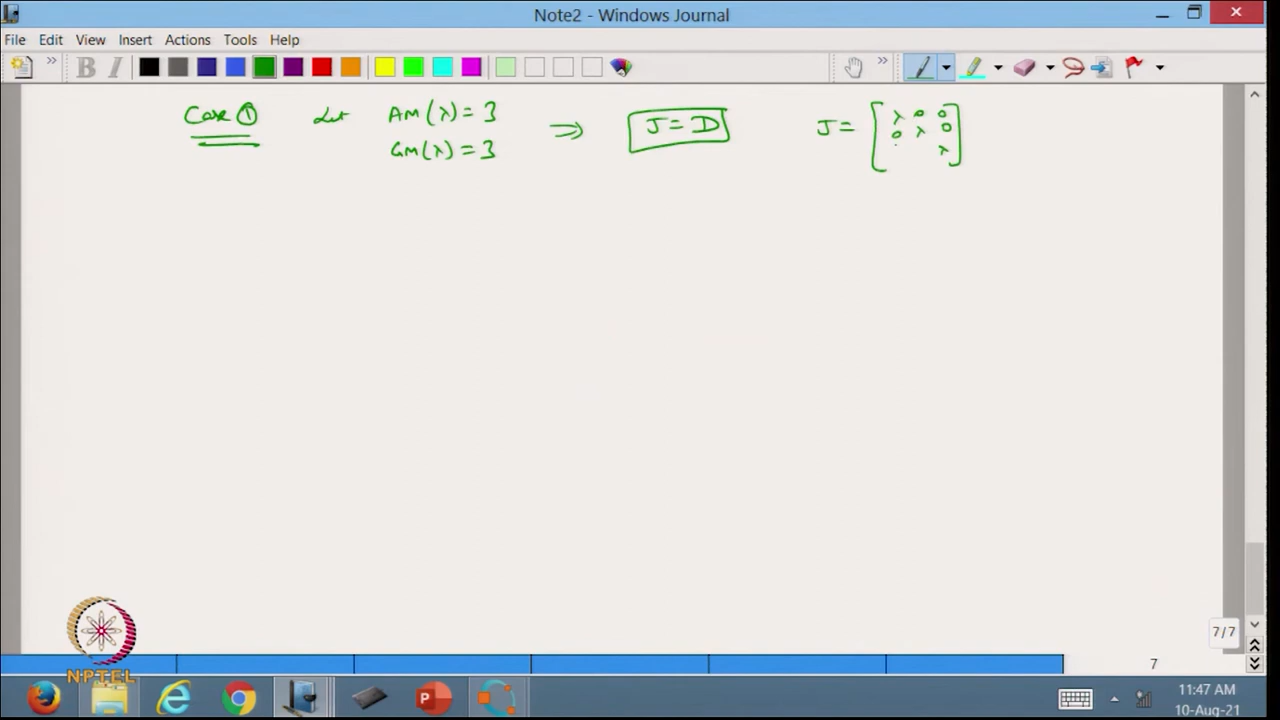 Note2 - Windows Journal
File Edit View Insert Actions Tools Help
Case ① Let AM(λ) = 3 ⇒ J = D J = [λ 0 0
GM(λ) = 3 0 λ 0
λ]
7/7
NPTEL
7
11:47 AM
10-Aug-21